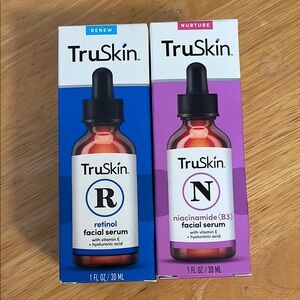 RENEW
TruSkin
TruSkin
R
retinol
facial serum
with vitamin E
+ hyaluronic acid
1 FL OZ / 30 ML
NURTURE
TruSkin
TruSkin
N
niacinamide (B3)
facial serum
with vitamin E
+ hyaluronic acid
1 FL OZ / 30 ML